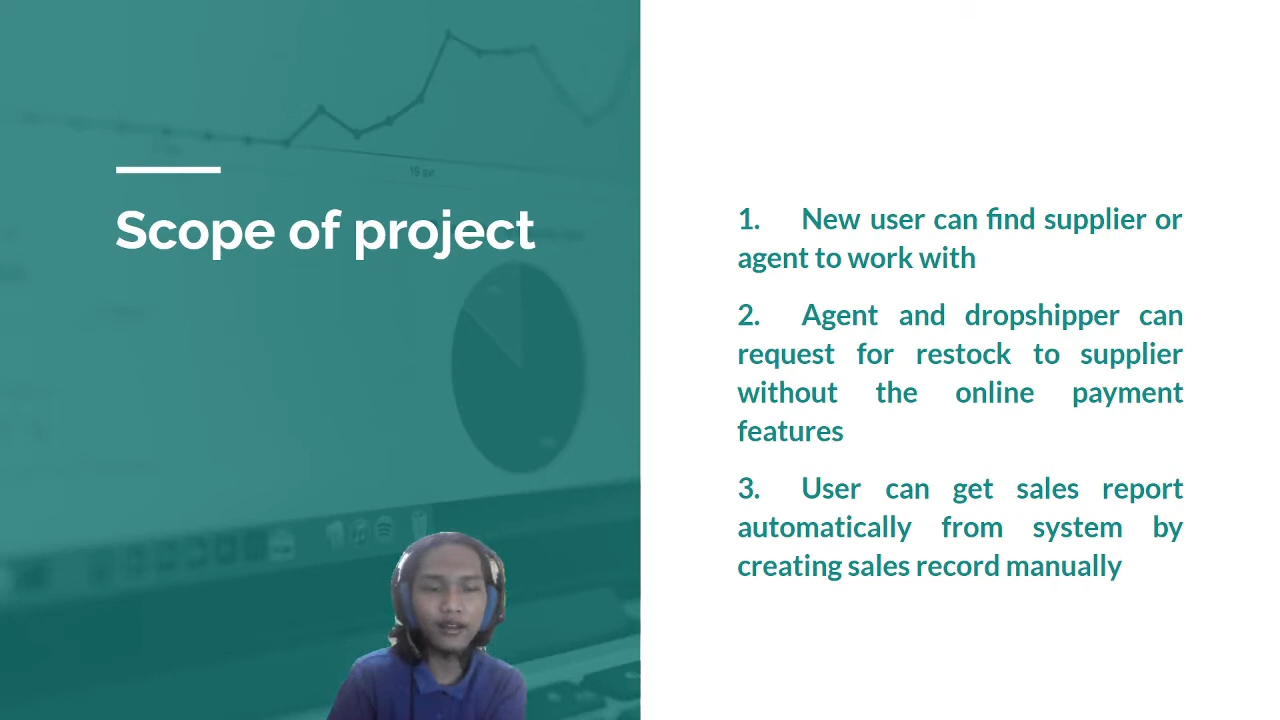 Scope of project
1. New user can find supplier or
agent to work with
2. Agent and dropshipper can
request for restock to supplier
without the online payment
features
3. User can get sales report
automatically from system by
creating sales record manually